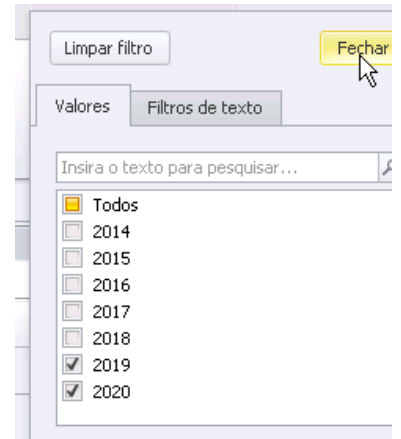 Limpar filtro Fechar
Valores Filtros de texto
Insira o texto para pesquisar...
Todos
2014
2015
2016
2017
2018
2019
2020